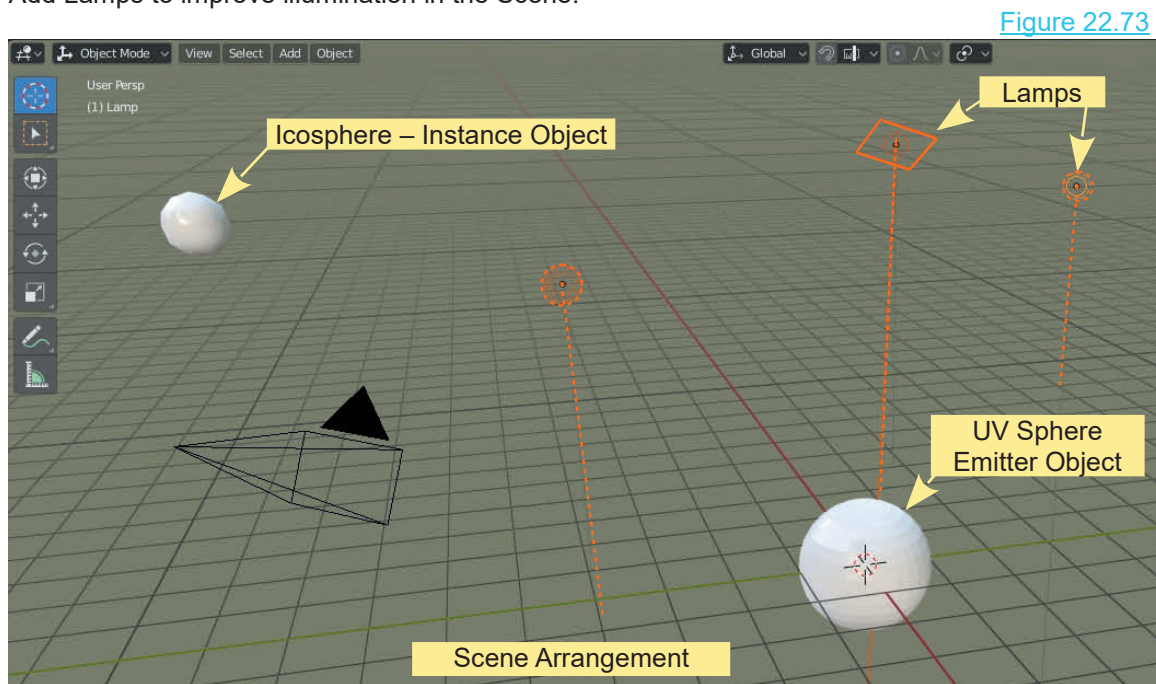 Add Lamps to improve illumination in the Scene.
Figure 22.73
Object Mode View Select Add Object
Global
User Persp
(1) Lamp
Lamps
Icosphere – Instance Object
UV Sphere
Emitter Object
Scene Arrangement